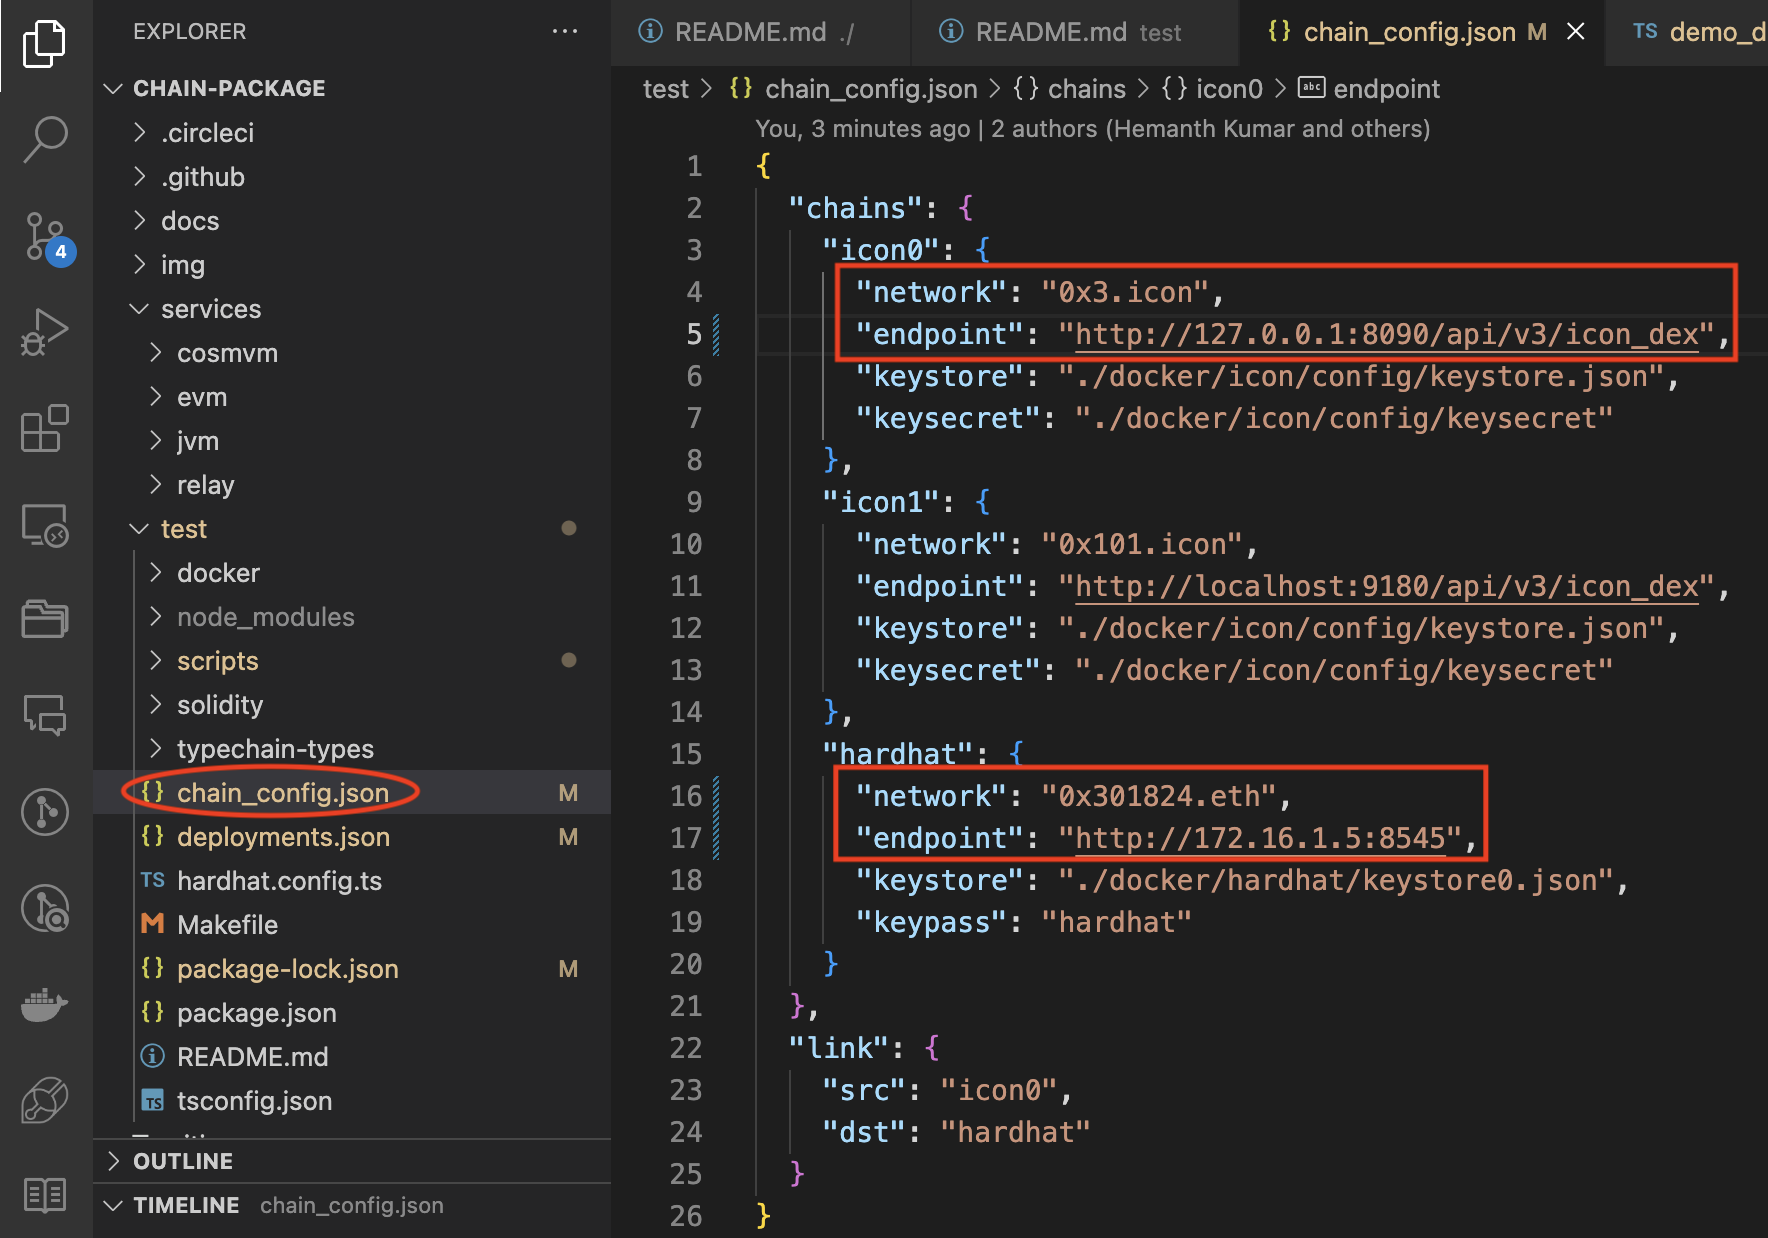 EXPLORER
CHAIN-PACKAGE
.circleci
.github
docs
img
services
cosmvm
evm
jvm
relay
test
docker
node_modules
scripts
solidity
typechain-types
{} chain_config.json M
{} deployments.json M
TS hardhat.config.ts
M Makefile
{} package-lock.json M
{} package.json
README.md
TS tsconfig.json
OUTLINE
TIMELINE chain_config.json
4
README.md ./
README.md test
{} chain_config.json M
TS demo_d
test > {} chain_config.json > {} chains > {} icon0 > abc endpoint
You, 3 minutes ago | 2 authors (Hemanth Kumar and others)
1 {
2 "chains": {
3 "icon0": {
4 "network": "0x3.icon",
5 "endpoint": "http://127.0.0.1:8090/api/v3/icon_dex",
6 "keystore": "./docker/icon/config/keystore.json",
7 "keysecret": "./docker/icon/config/keysecret"
8 },
9 "icon1": {
10 "network": "0x101.icon",
11 "endpoint": "http://localhost:9180/api/v3/icon_dex",
12 "keystore": "./docker/icon/config/keystore.json",
13 "keysecret": "./docker/icon/config/keysecret"
14 },
15 "hardhat": {
16 "network": "0x301824.eth",
17 "endpoint": "http://172.16.1.5:8545",
18 "keystore": "./docker/hardhat/keystore0.json",
19 "keypass": "hardhat"
20 }
21 },
22 "link": {
23 "src": "icon0",
24 "dst": "hardhat"
25 }
26 }